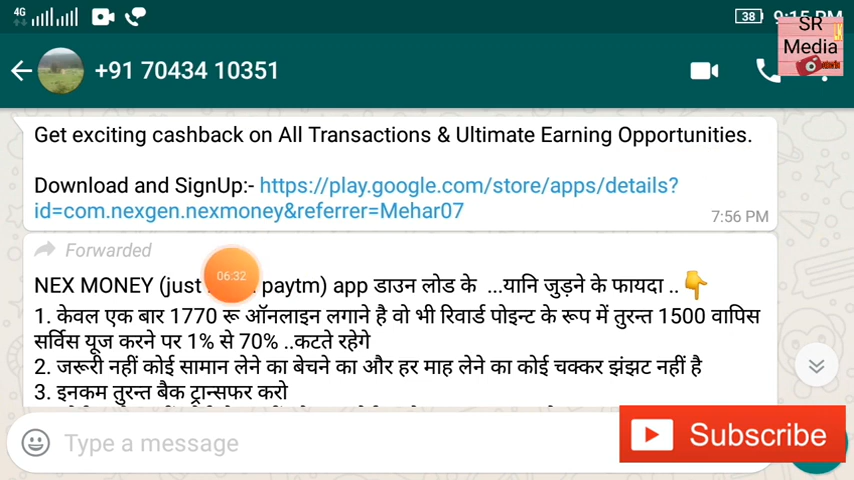 4G
38
9:15 PM
SR
Media
+91 70434 10351
Get exciting cashback on All Transactions & Ultimate Earning Opportunities.
Download and SignUp:- https://play.google.com/store/apps/details?
id=com.nexgen.nexmoney&referrer=Mehar07
7:56 PM
Forwarded
06:32
NEX MONEY (just paytm) app डाउन लोड के ...यानि जुड़ने के फायदा ..👇
1. केवल एक बार 1770 रू ऑनलाइन लगाने है वो भी रिवार्ड पोइन्ट के रूप में तुरन्त 1500 वापिस
सर्विस यूज करने पर 1% से 70% ..कटते रहेगे
2. जरूरी नहीं कोई सामान लेने का बेचने का और हर माह लेने का कोई चक्कर झंझट नहीं है
3. इनकम तुरन्त बैक ट्रान्सफर करो
Type a message
Subscribe